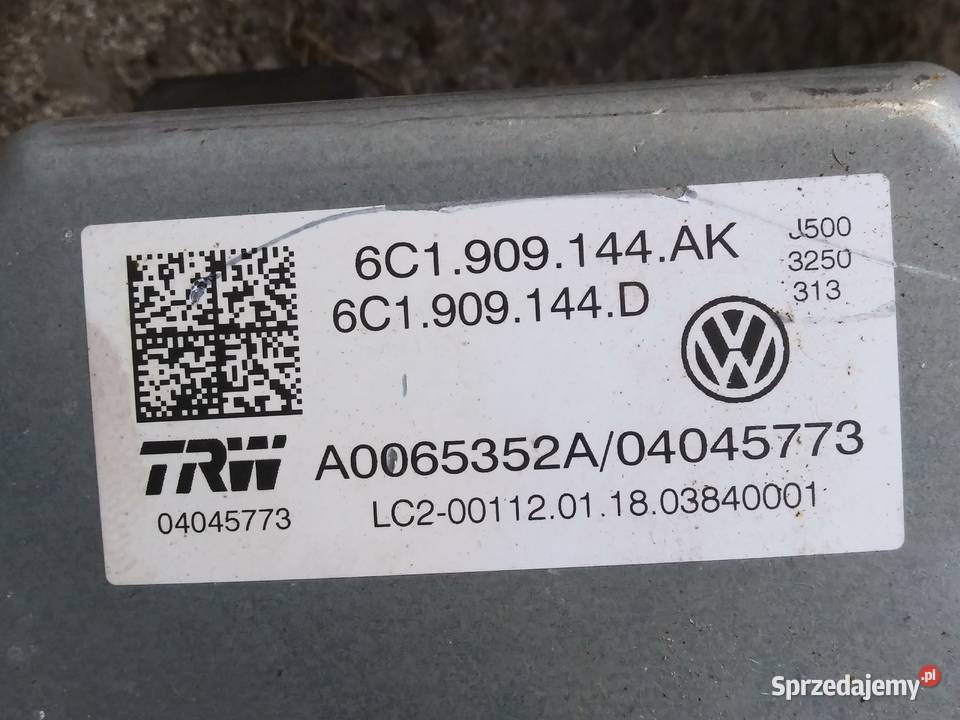 6C1.909.144.AK
6C1.909.144.D
J500
3250
313
TRW
04045773
A0065352A/04045773
LC2-00112.01.18.03840001
Sprzedajemy.pl